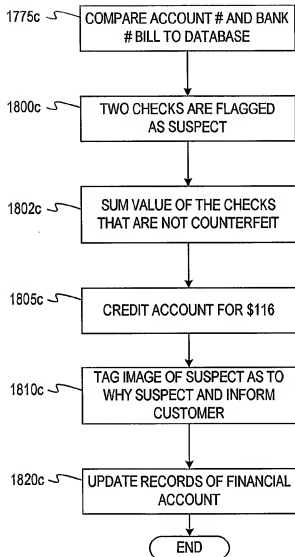 1775c
COMPARE ACCOUNT # AND BANK
# BILL TO DATABASE
1800c
TWO CHECKS ARE FLAGGED
AS SUSPECT
1802c
SUM VALUE OF THE CHECKS
THAT ARE NOT COUNTERFEIT
1805c
CREDIT ACCOUNT FOR $116
1810c
TAG IMAGE OF SUSPECT AS TO
WHY SUSPECT AND INFORM
CUSTOMER
1820c
UPDATE RECORDS OF FINANCIAL
ACCOUNT
END